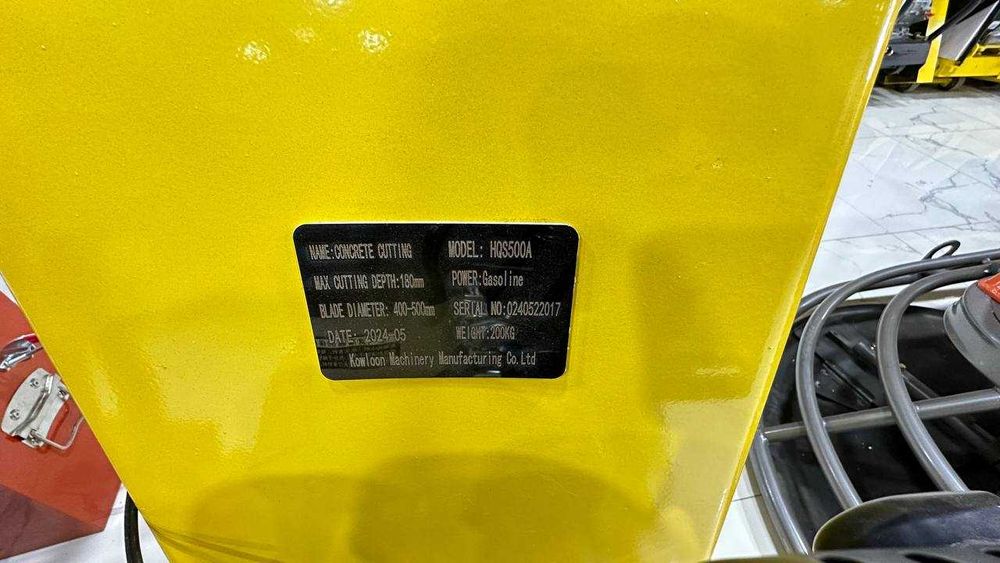 NAME:CONCRETE CUTTING MODEL: HQS500A
MAX CUTTING DEPTH:180mm POWER:Gasoline
BLADE DIAMETER: 400-500mm SERIAL NO:0240522017
DATE: 2024-05 WEIGHT:200KG
Kowloon Machinery Manufacturing Co.Ltd